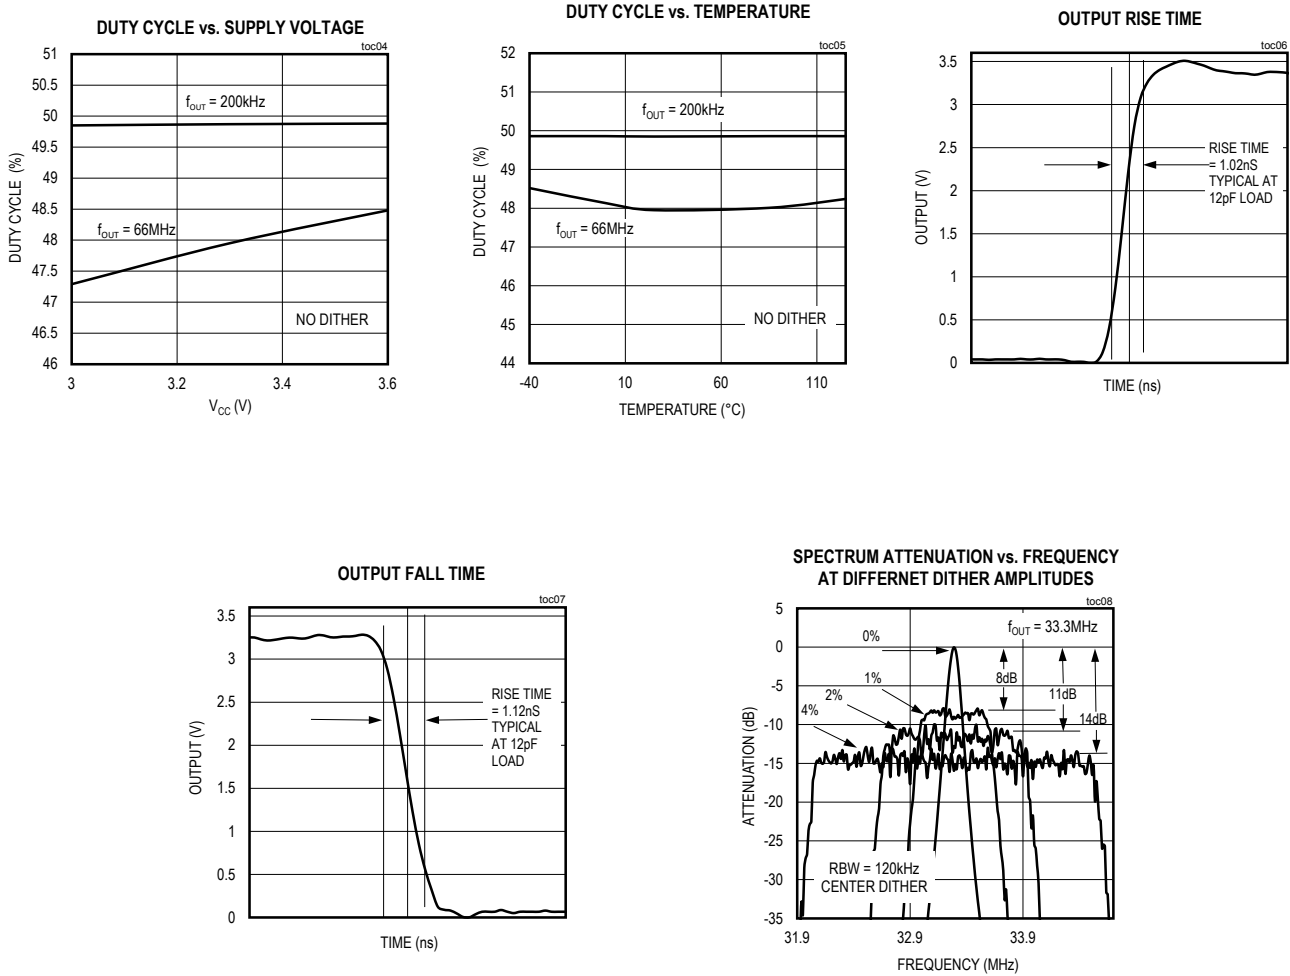 DUTY CYCLE vs. SUPPLY VOLTAGE
toc04
51
50.5
50
49.5
49
48.5
48
47.5
47
46.5
46
DUTY CYCLE (%)
fOUT = 200kHz
fOUT = 66MHz
NO DITHER
3
3.2
3.4
3.6
VCC (V)
DUTY CYCLE vs. TEMPERATURE
toc05
52
51
50
49
48
47
46
45
44
DUTY CYCLE (%)
fOUT = 200kHz
fOUT = 66MHz
NO DITHER
-40
10
60
110
TEMPERATURE (°C)
OUTPUT RISE TIME
toc06
3.5
3
2.5
2
1.5
1
0.5
0
OUTPUT (V)
RISE TIME
= 1.02nS
TYPICAL AT
12pF LOAD
TIME (ns)
OUTPUT FALL TIME
toc07
3.5
3
2.5
2
1.5
1
0.5
0
OUTPUT (V)
RISE TIME
= 1.12nS
TYPICAL
AT 12pF
LOAD
TIME (ns)
SPECTRUM ATTENUATION vs. FREQUENCY
AT DIFFERNET DITHER AMPLITUDES
toc08
5
0
-5
-10
-15
-20
-25
-30
-35
ATTENUATION (dB)
fOUT = 33.3MHz
0%
1%
2%
4%
8dB
11dB
14dB
RBW = 120kHz
CENTER DITHER
31.9
32.9
33.9
FREQUENCY (MHz)